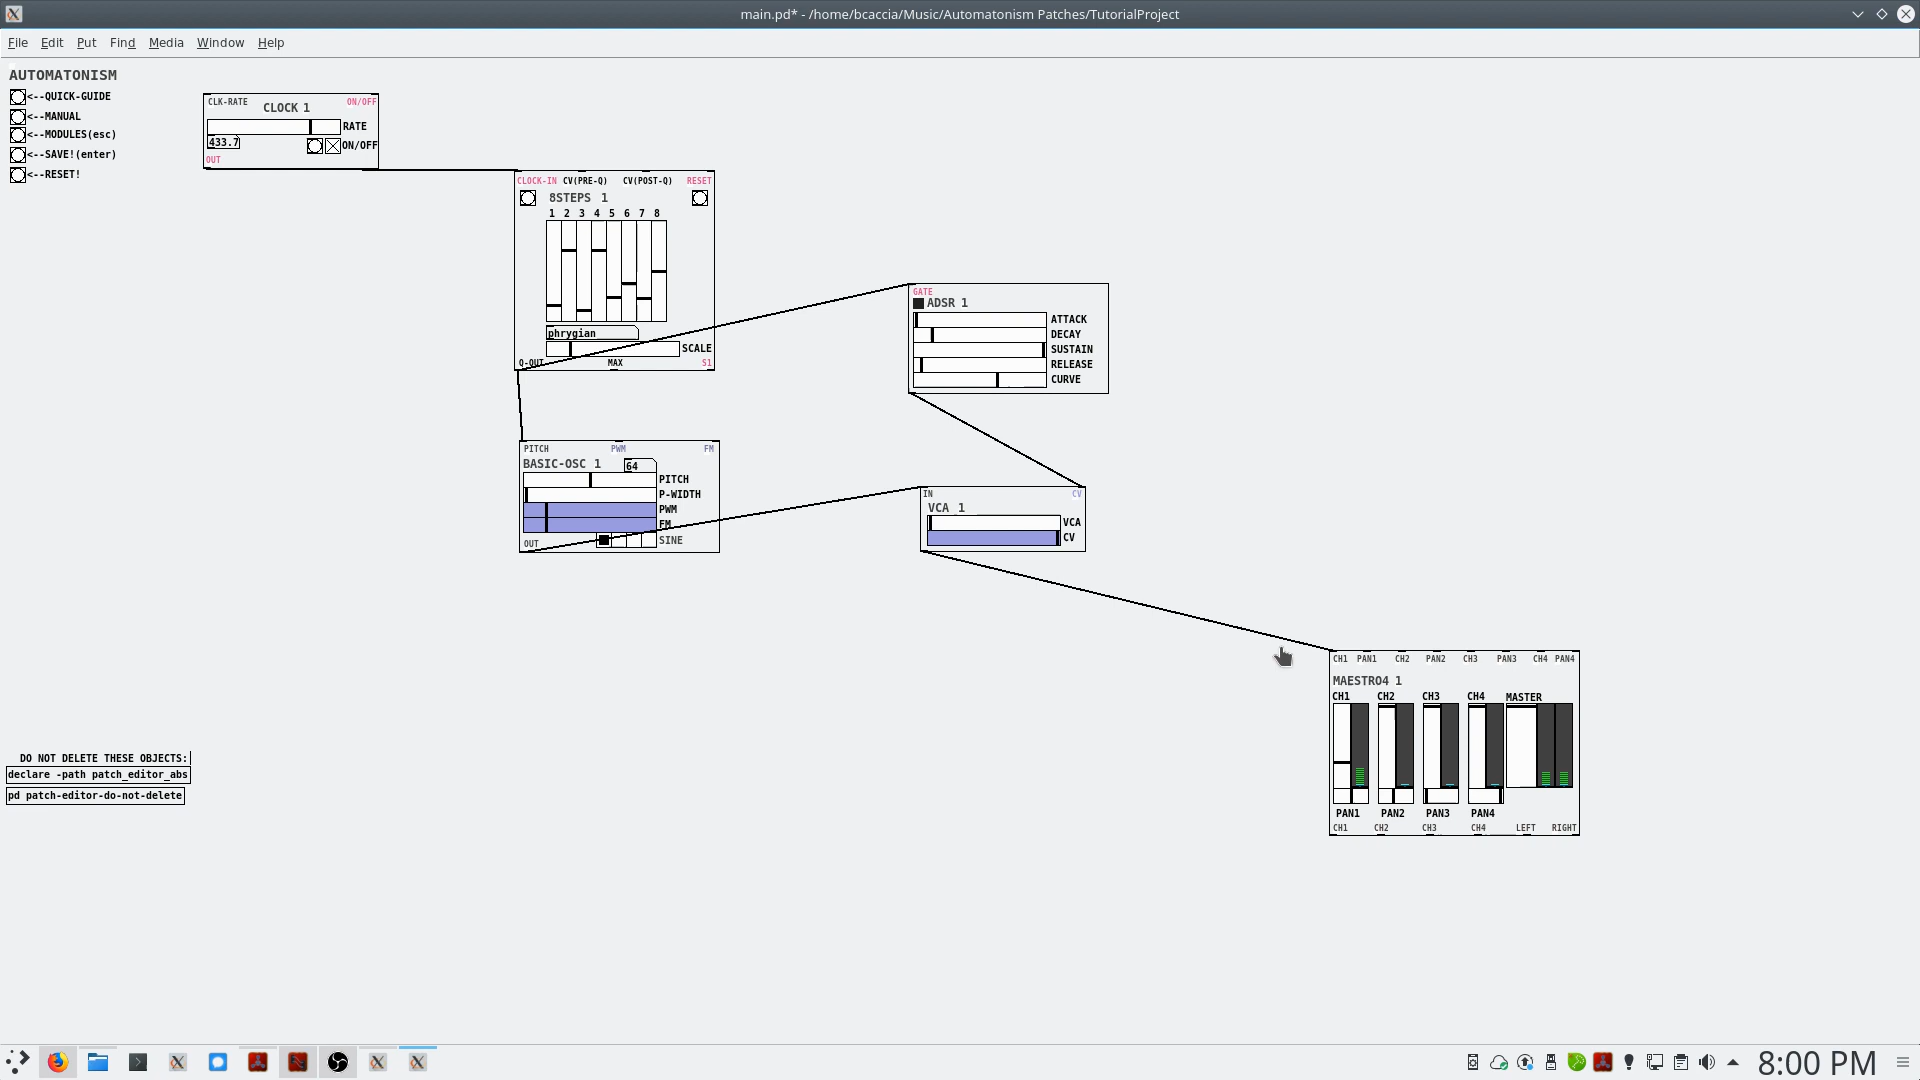 main.pd* - /home/bcaccia/Music/Automatonism Patches/TutorialProject
File Edit Put Find Media Window Help
AUTOMATONISM
<--QUICK-GUIDE
<--MANUAL
<--MODULES(esc)
<--SAVE!(enter)
<--RESET!
CLK-RATE CLOCK 1 ON/OFF
RATE
433.7 ON/OFF
OUT
CLOCK-IN CV(PRE-Q) CV(POST-Q) RESET
8STEPS 1
1 2 3 4 5 6 7 8
phrygian
SCALE
Q-OUT MAX S1
GATE
ADSR 1
ATTACK
DECAY
SUSTAIN
RELEASE
CURVE
PITCH PWM FM
BASIC-OSC 1 64
PITCH
P-WIDTH
PWM
FM
OUT SINE
IN CV
VCA 1
VCA
CV
CH1 PAN1 CH2 PAN2 CH3 PAN3 CH4 PAN4
MAESTRO4 1
CH1 CH2 CH3 CH4 MASTER
PAN1 PAN2 PAN3 PAN4
CH1 CH2 CH3 CH4 LEFT RIGHT
DO NOT DELETE THESE OBJECTS:
declare -path patch_editor_abs
pd patch-editor-do-not-delete
8:00 PM